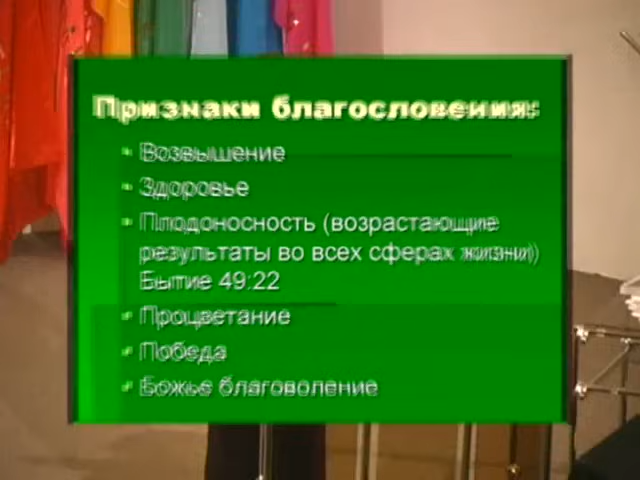 Признаки благословения:
Возвышение
Здоровье
Плодоносность (возрастающие
результаты во всех сферах жизни)
Бытие 49:22
Процветание
Победа
Божье благоволение